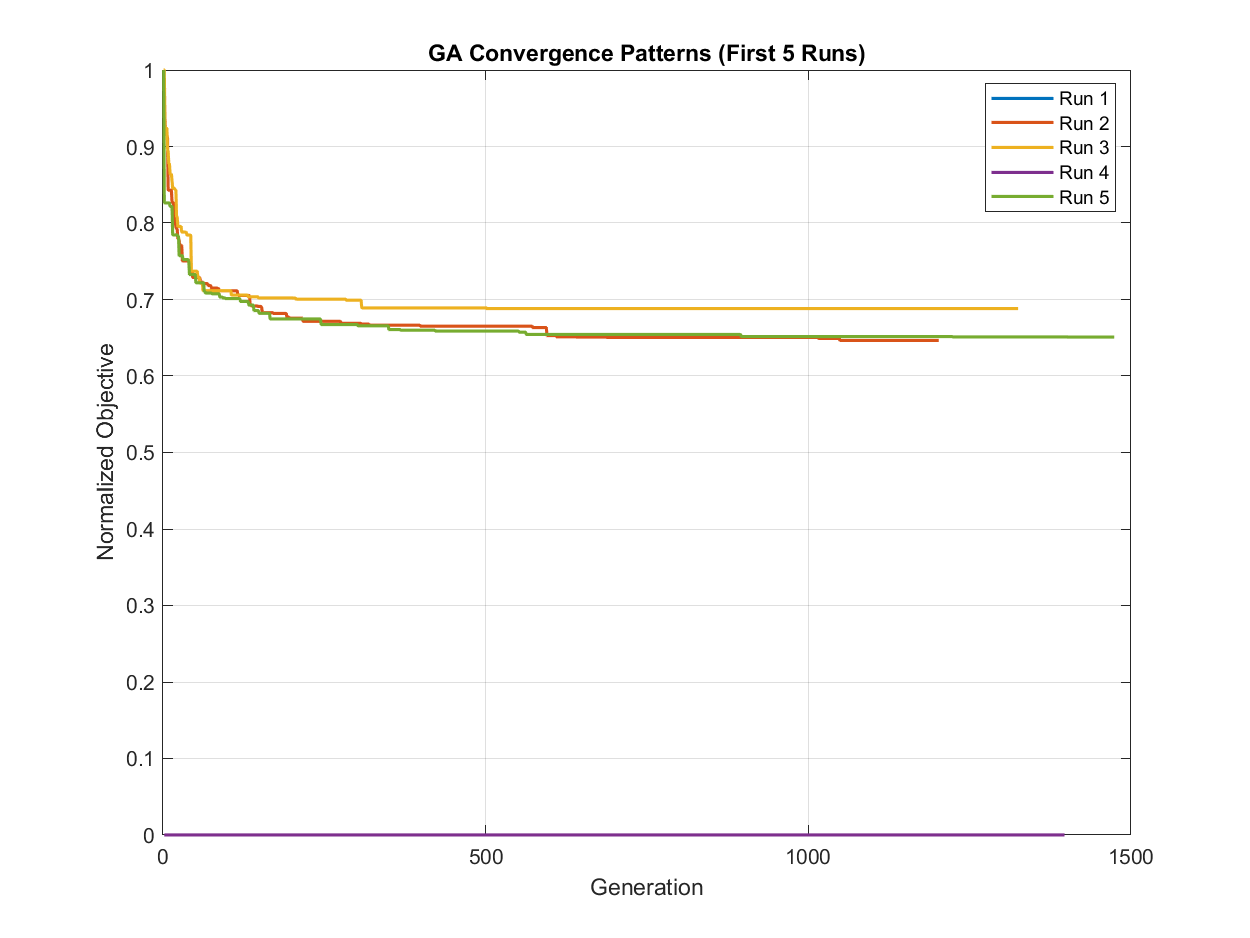 GA Convergence Patterns (First 5 Runs)
Run 1
Run 2
Run 3
Run 4
Run 5
Normalized Objective
1
0.9
0.8
0.7
0.6
0.5
0.4
0.3
0.2
0.1
0
0 500 1000 1500
Generation